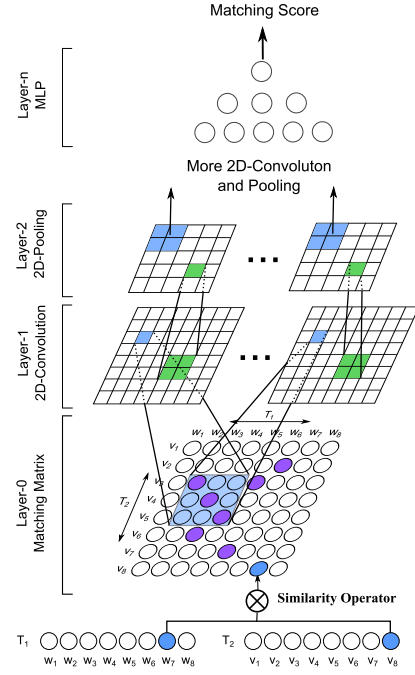 Matching Score
Layer-n
MLP
More 2D-Convoluton
and Pooling
Layer-2
2D-Pooling
...
...
Layer-1
2D-Convolution
T1
w1 w2 w3 w4 w5 w6 w7 w8
v1
v2
v3
v4
v5
v6
v7
v8
T2
Layer-0
Matching Matrix
Similarity Operator
T1
w1 w2 w3 w4 w5 w6 w7 w8
T2
v1 v2 v3 v4 v5 v6 v7 v8